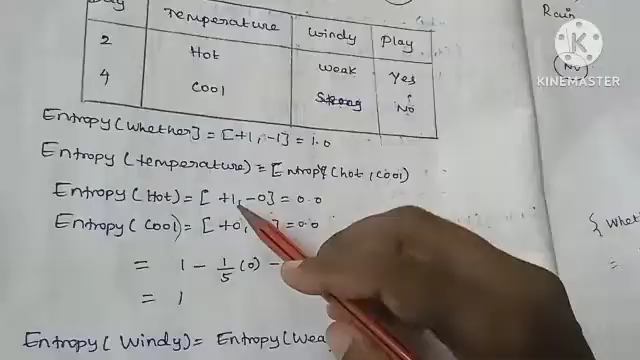 Day Temperature Windy Play
2 Hot Weak Yes
4 Cool Strong No
Entropy (Whether] = [+1, -1] = 1.0
Entropy (temperature) = [Entropy (hot, cool)
Entropy (Hot) = [ +1, -0] = 0.0
Entropy ( Cool) = [ +0, ] = 0.0
= 1 - 1/5 (0) -
= 1
Entropy ( Windy) = Entropy (Wea
Rain
No
KINEMASTER
{ What
=